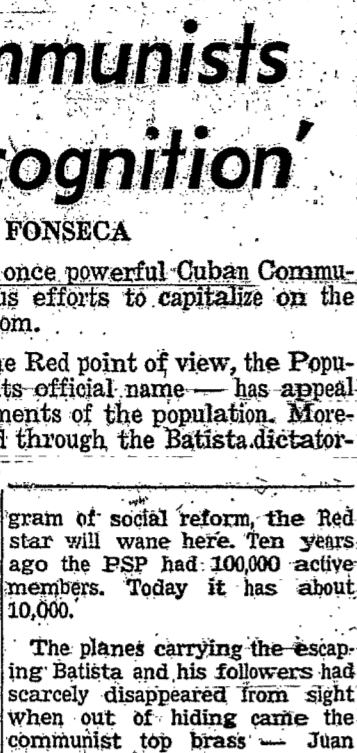 mmunists
cognition'
FONSECA
once powerful Cuban Commu-
us efforts to capitalize on the
om.
e Red point of view, the Popu-
ts official name — has appeal
ments of the population. More-
d through the Batista dictator-
gram of social reform, the Red
star will wane here. Ten years
ago the PSP had 100,000 active
members. Today it has about
10,000.
The planes carrying the escap-
ing Batista and his followers had
scarcely disappeared from sight
when out of hiding came the
communist top brass — Juan